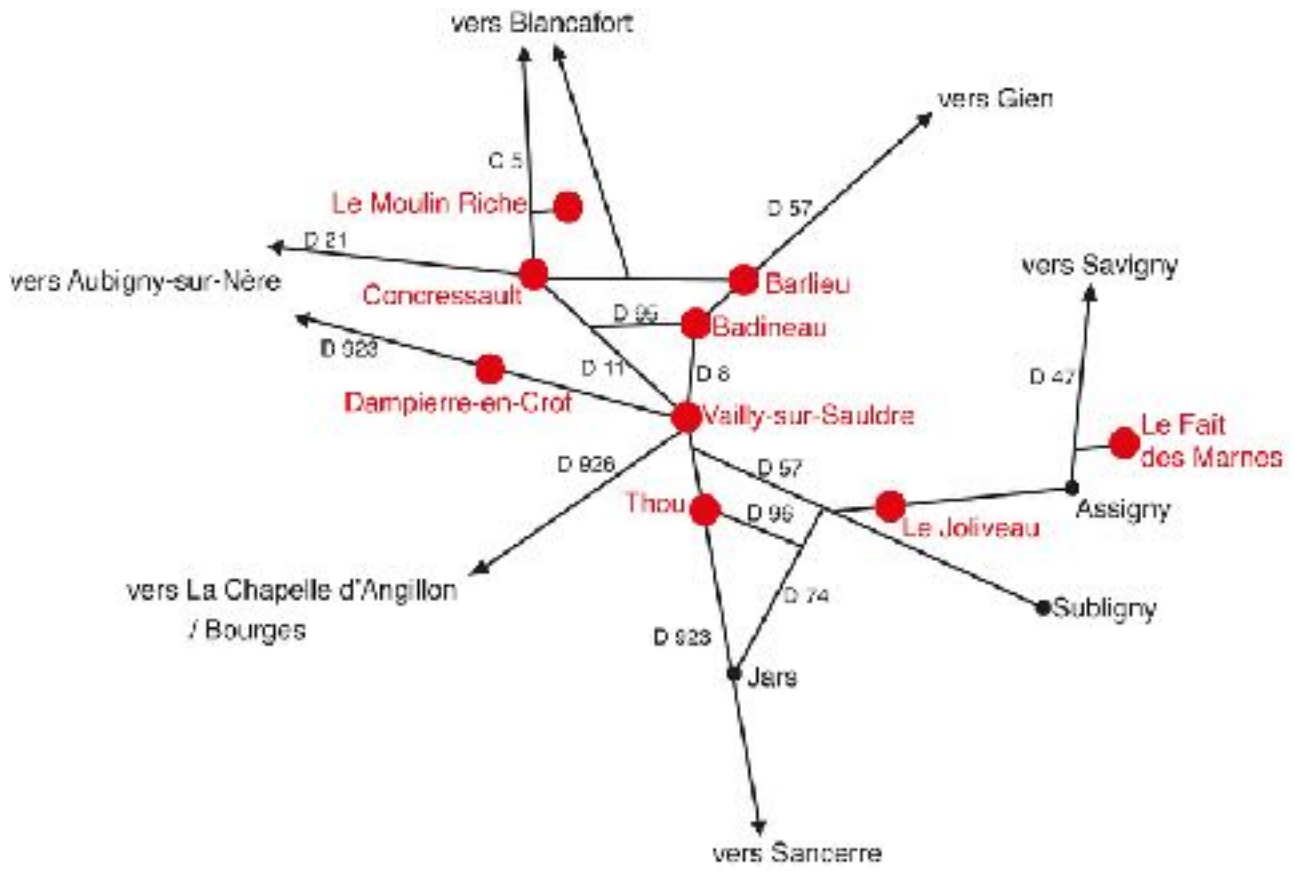 vers Blancafort
vers Gien
D 57
Le Moulin Riche
D 21
vers Savigny
vers Aubigny-sur-Nère
Concressault
Barlieu
D 95
Badineau
D 923
D 11
D 8
D 47
Dampierre-en-Crot
Vailly-sur-Sauldre
Le Fait
des Marnes
D 926
D 57
Thou
D 96
Le Joliveau
Assigny
vers La Chapelle d'Angillon
/ Bourges
D 74
Subligny
D 923
Jars
vers Sancerre